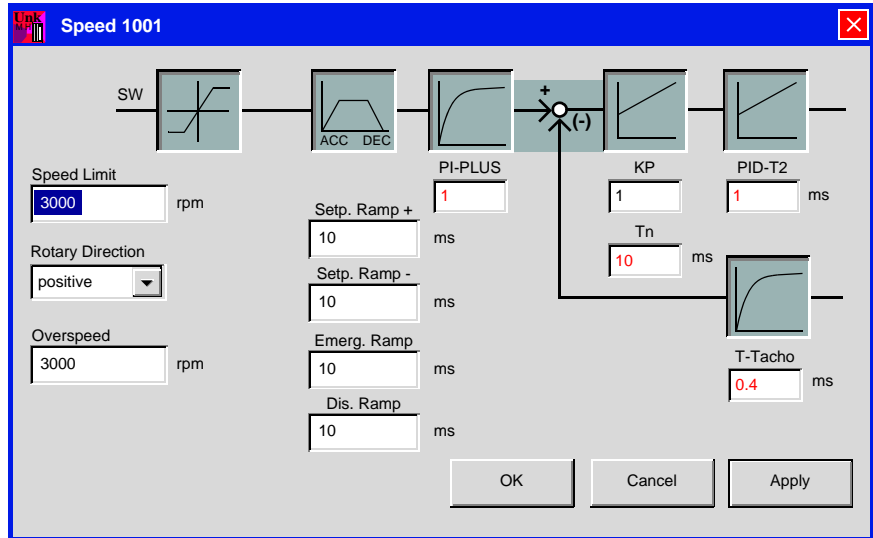 Unk
M.H
Speed 1001
SW
ACC DEC
+
(-)
Speed Limit
3000 rpm
Rotary Direction
positive
Overspeed
3000 rpm
Setp. Ramp +
10 ms
Setp. Ramp -
10 ms
Emerg. Ramp
10 ms
Dis. Ramp
10 ms
PI-PLUS
1
KP
1
Tn
10 ms
PID-T2
1 ms
T-Tacho
0.4 ms
OK Cancel Apply